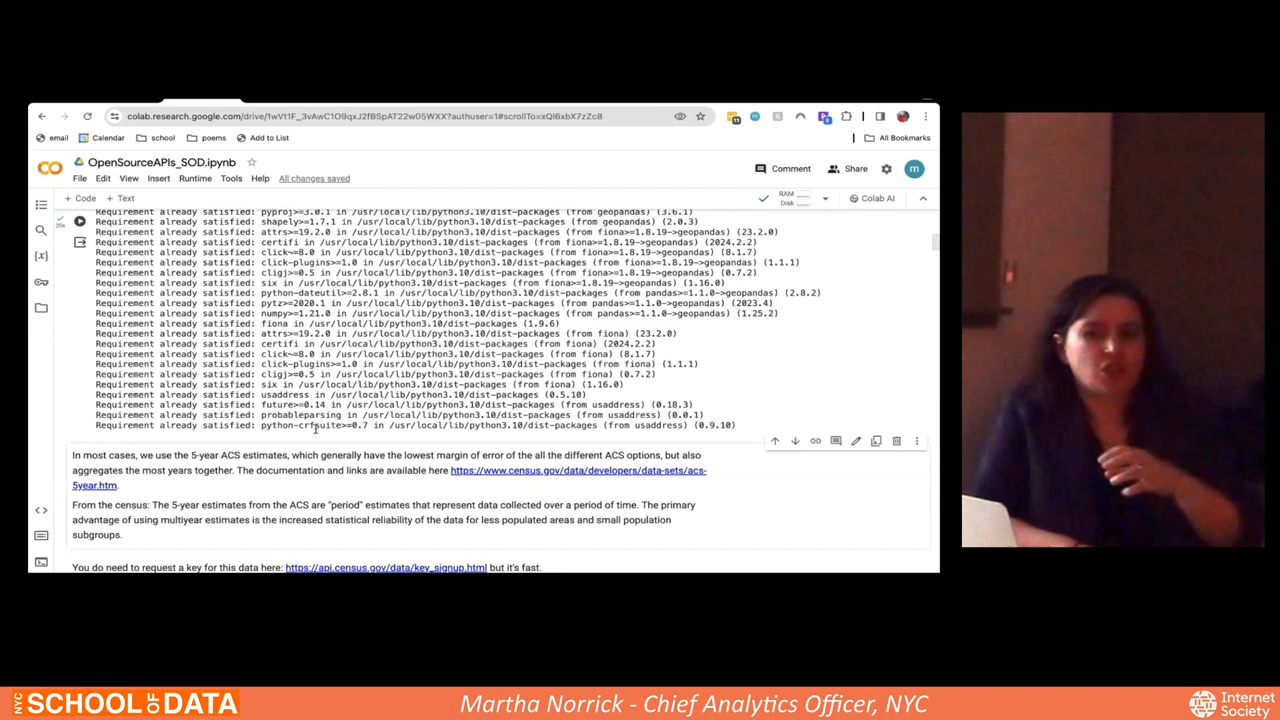 colab.research.google.com/drive/1wVt1F_3vAwC1O9qxJ2fBSpAT22w05WXX?authuser=1#scrollTo=xQl6xbX7zZc8
email Calendar school poems Add to List All Bookmarks
OpenSourceAPIs_SOD.ipynb
Comment Share m
File Edit View Insert Runtime Tools Help All changes saved
+ Code + Text RAM Disk Colab AI
Requirement already satisfied: pyproj>=3.0.1 in /usr/local/lib/python3.10/dist-packages (from geopandas) (3.6.1)
20s Requirement already satisfied: shapely>=1.7.1 in /usr/local/lib/python3.10/dist-packages (from geopandas) (2.0.3)
Requirement already satisfied: attrs>=19.2.0 in /usr/local/lib/python3.10/dist-packages (from fiona>=1.8.19->geopandas) (23.2.0)
Requirement already satisfied: certifi in /usr/local/lib/python3.10/dist-packages (from fiona>=1.8.19->geopandas) (2024.2.2)
Requirement already satisfied: click~=8.0 in /usr/local/lib/python3.10/dist-packages (from fiona>=1.8.19->geopandas) (8.1.7)
Requirement already satisfied: click-plugins>=1.0 in /usr/local/lib/python3.10/dist-packages (from fiona>=1.8.19->geopandas) (1.1.1)
Requirement already satisfied: cligj>=0.5 in /usr/local/lib/python3.10/dist-packages (from fiona>=1.8.19->geopandas) (0.7.2)
Requirement already satisfied: six in /usr/local/lib/python3.10/dist-packages (from fiona>=1.8.19->geopandas) (1.16.0)
Requirement already satisfied: python-dateutil>=2.8.1 in /usr/local/lib/python3.10/dist-packages (from pandas>=1.1.0->geopandas) (2.8.2)
Requirement already satisfied: pytz>=2020.1 in /usr/local/lib/python3.10/dist-packages (from pandas>=1.1.0->geopandas) (2023.4)
Requirement already satisfied: numpy>=1.21.0 in /usr/local/lib/python3.10/dist-packages (from pandas>=1.1.0->geopandas) (1.25.2)
Requirement already satisfied: fiona in /usr/local/lib/python3.10/dist-packages (1.9.6)
Requirement already satisfied: attrs>=19.2.0 in /usr/local/lib/python3.10/dist-packages (from fiona) (23.2.0)
Requirement already satisfied: certifi in /usr/local/lib/python3.10/dist-packages (from fiona) (2024.2.2)
Requirement already satisfied: click~=8.0 in /usr/local/lib/python3.10/dist-packages (from fiona) (8.1.7)
Requirement already satisfied: click-plugins>=1.0 in /usr/local/lib/python3.10/dist-packages (from fiona) (1.1.1)
Requirement already satisfied: cligj>=0.5 in /usr/local/lib/python3.10/dist-packages (from fiona) (0.7.2)
Requirement already satisfied: six in /usr/local/lib/python3.10/dist-packages (from fiona) (1.16.0)
Requirement already satisfied: usaddress in /usr/local/lib/python3.10/dist-packages (0.5.10)
Requirement already satisfied: future>=0.14 in /usr/local/lib/python3.10/dist-packages (from usaddress) (0.18.3)
Requirement already satisfied: probableparsing in /usr/local/lib/python3.10/dist-packages (from usaddress) (0.0.1)
Requirement already satisfied: python-crfsuite>=0.7 in /usr/local/lib/python3.10/dist-packages (from usaddress) (0.9.10)
In most cases, we use the 5-year ACS estimates, which generally have the lowest margin of error of the all the different ACS options, but also
aggregates the most years together. The documentation and links are available here https://www.census.gov/data/developers/data-sets/acs-
5year.htm.
From the census: The 5-year estimates from the ACS are "period" estimates that represent data collected over a period of time. The primary
advantage of using multiyear estimates is the increased statistical reliability of the data for less populated areas and small population
subgroups.
You do need to request a key for this data here: https://api.census.gov/data/key_signup.html but it's fast.
NYC SCHOOL OF DATA
Martha Norrick - Chief Analytics Officer, NYC
Internet
Society